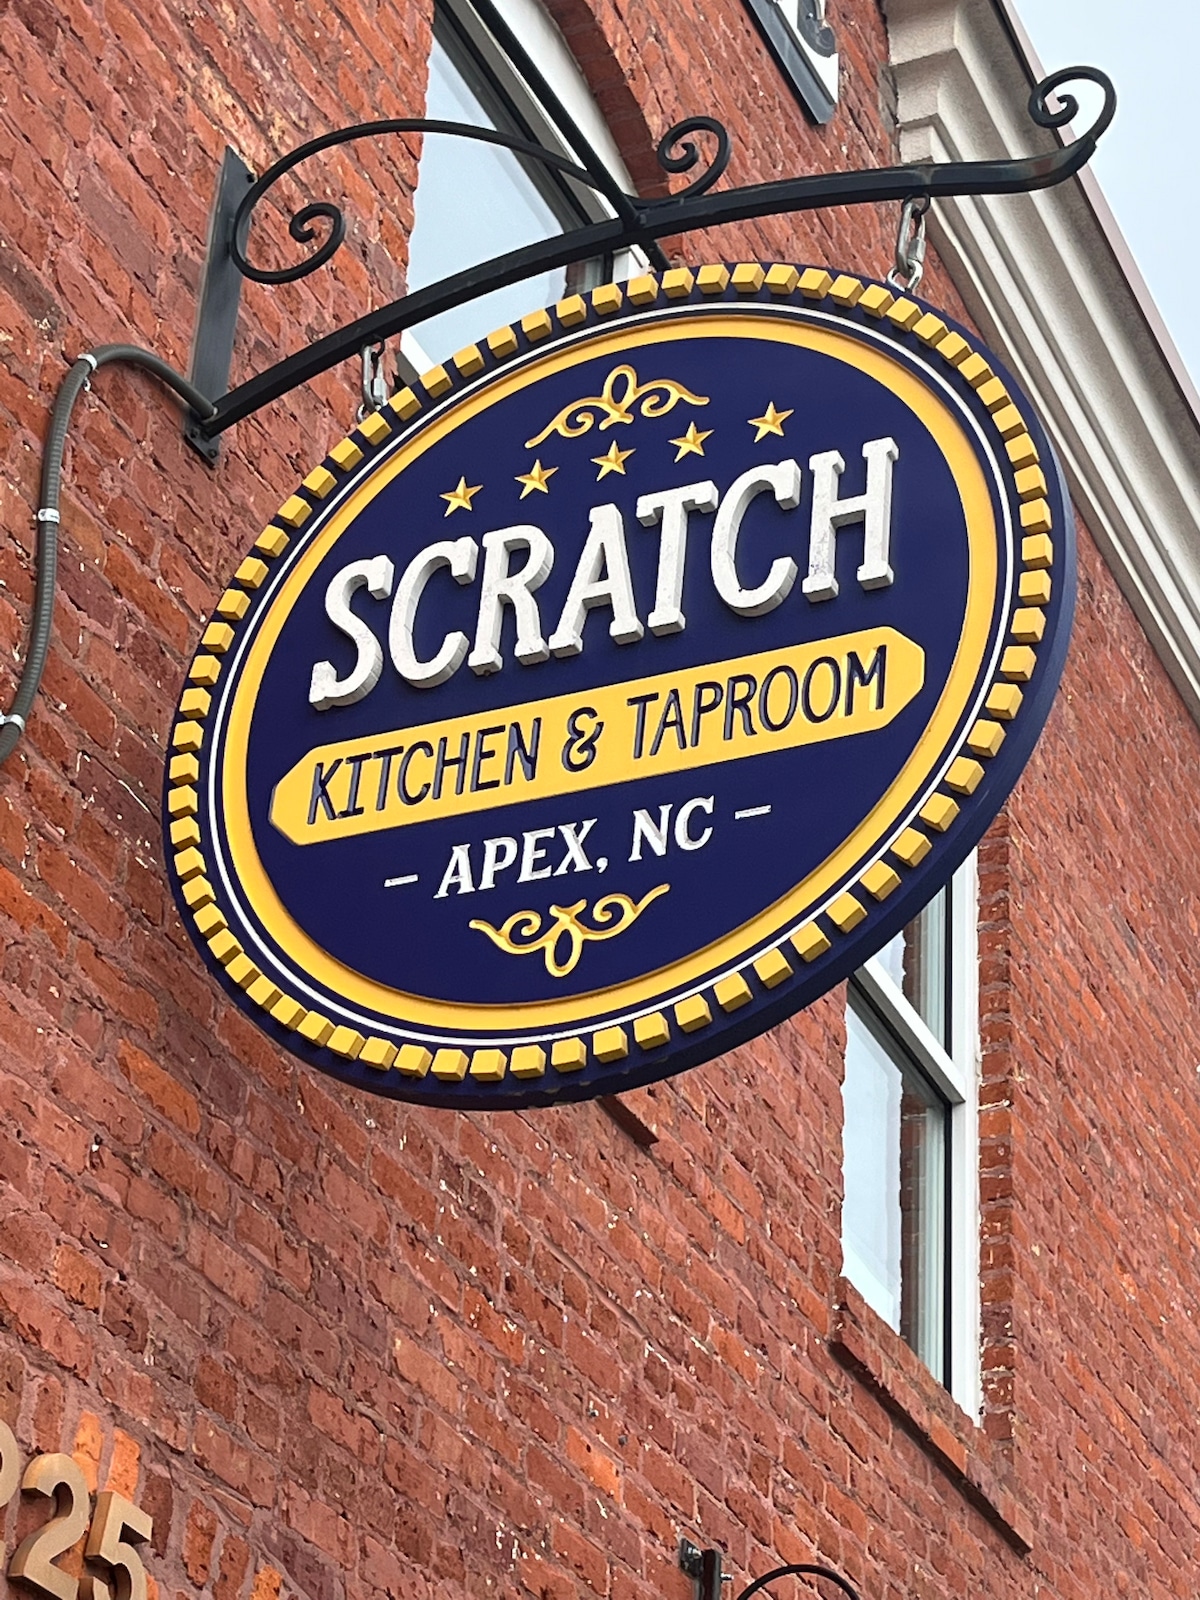 SCRATCH
KITCHEN & TAPROOM
- APEX, NC -
25